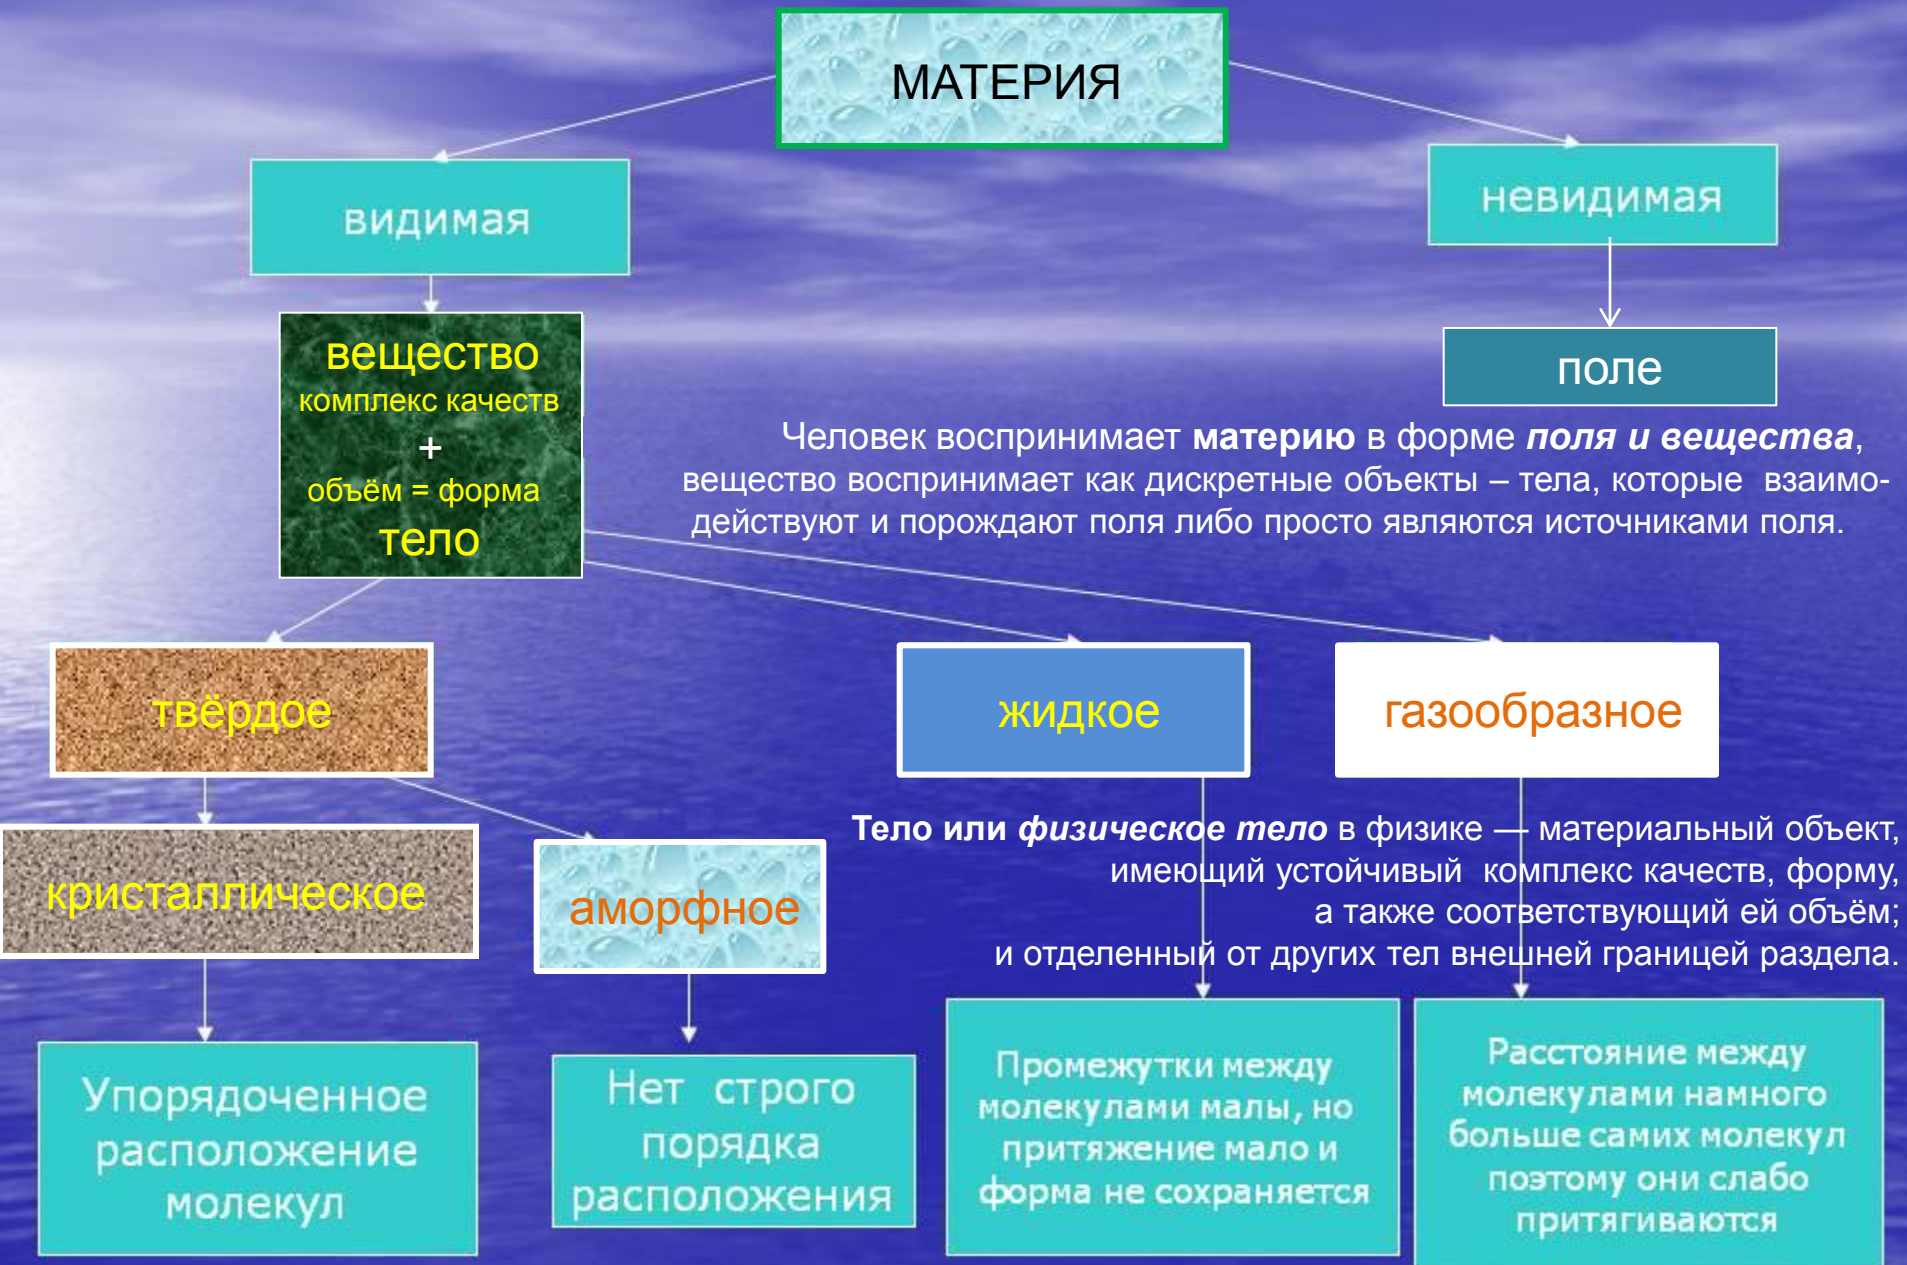 МАТЕРИЯ
видимая
невидимая
вещество
комплекс качеств
+
объём = форма
тело
поле
Человек воспринимает материю в форме поля и вещества,
вещество воспринимает как дискретные объекты – тела, которые взаимо-
действуют и порождают поля либо просто являются источниками поля.
твёрдое
жидкое
газообразное
кристаллическое
аморфное
Тело или физическое тело в физике — материальный объект,
имеющий устойчивый комплекс качеств, форму,
а также соответствующий ей объём;
и отделенный от других тел внешней границей раздела.
Упорядоченное
расположение
молекул
Нет строго
порядка
расположения
Промежутки между
молекулами малы, но
притяжение мало и
форма не сохраняется
Расстояние между
молекулами намного
больше самих молекул
поэтому они слабо
притягиваются